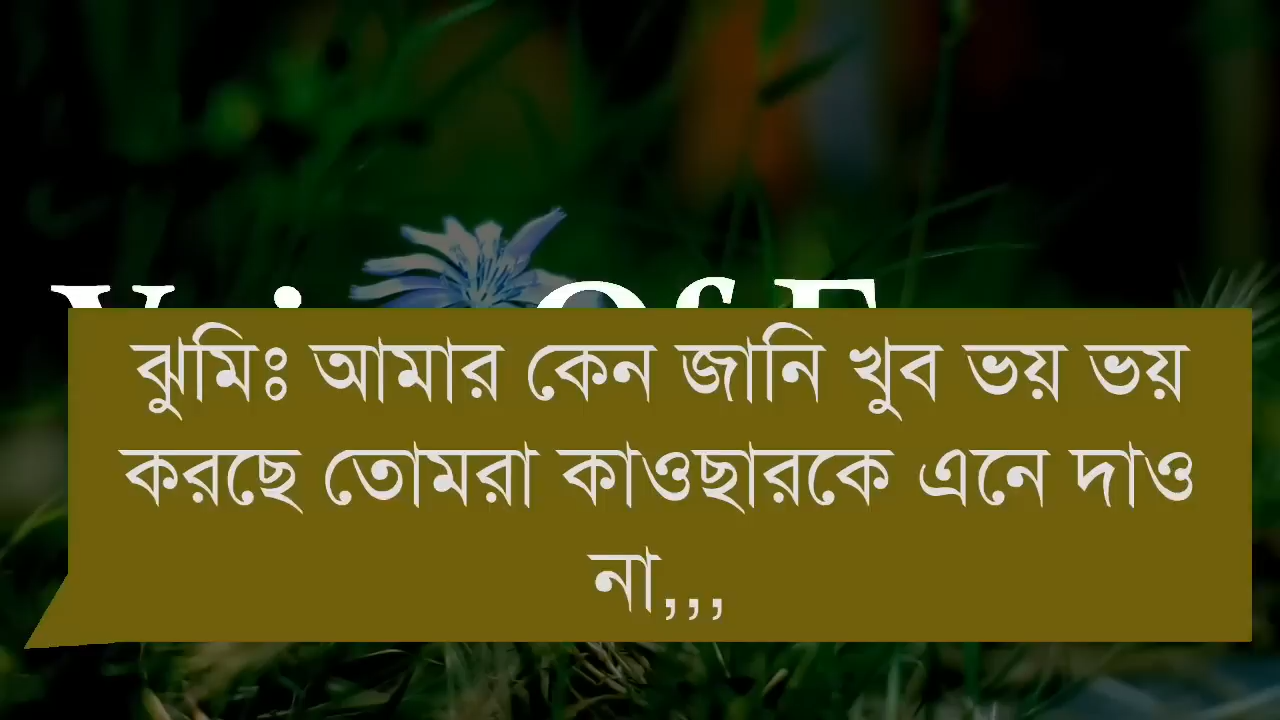 ঝুমিঃ আমার কেন জানি খুব ভয় ভয়
করছে তোমরা কাওছারকে এনে দাও
না,,,